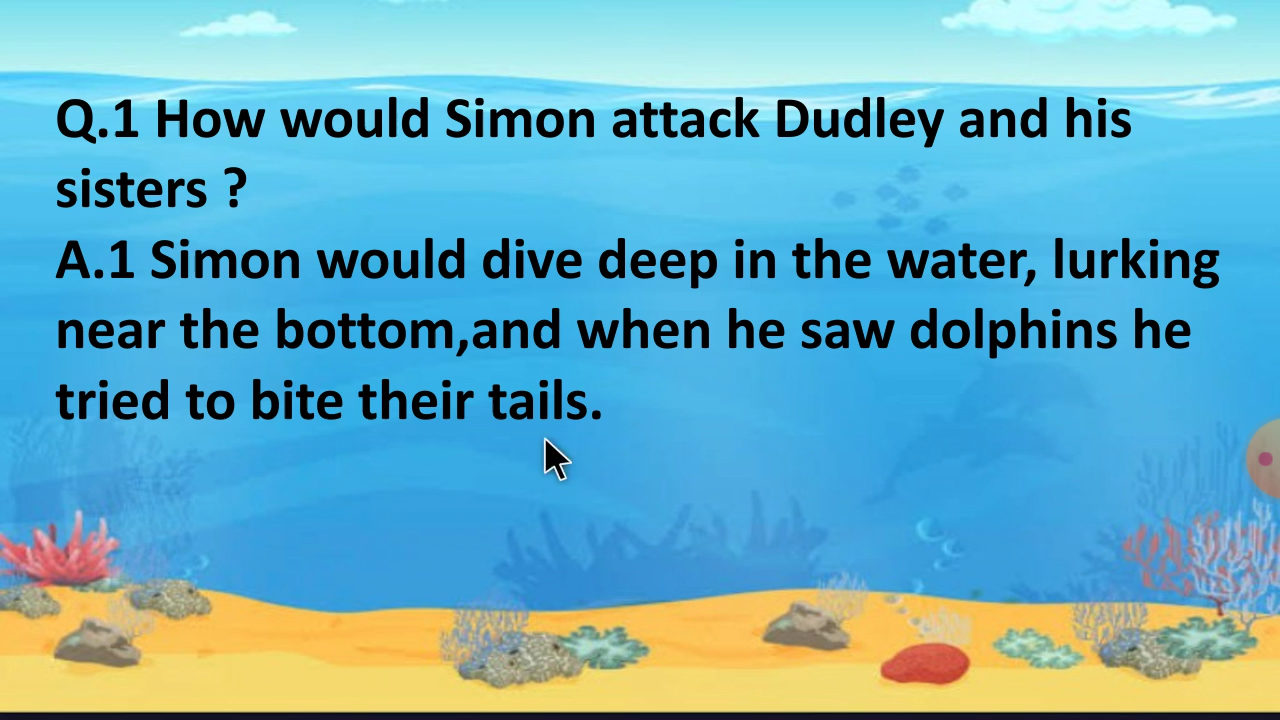 Q.1 How would Simon attack Dudley and his
sisters ?
A.1 Simon would dive deep in the water, lurking
near the bottom,and when he saw dolphins he
tried to bite their tails.